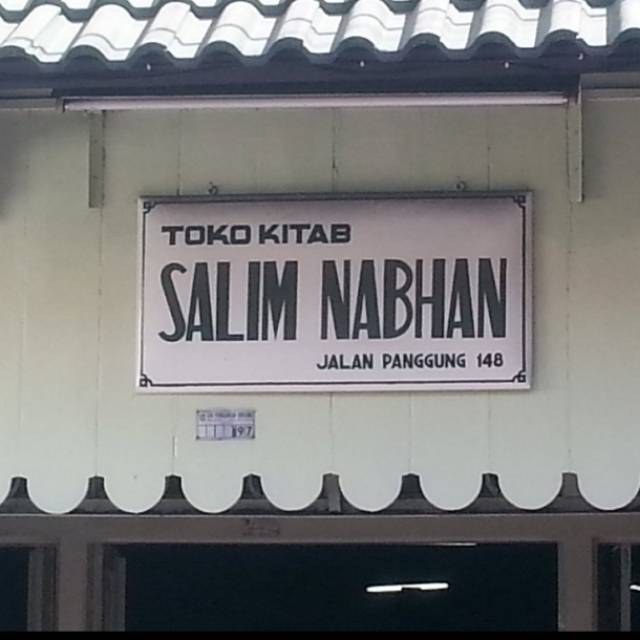 TOKO KITAB
SALIM NABHAN
JALAN PANGGUNG 148